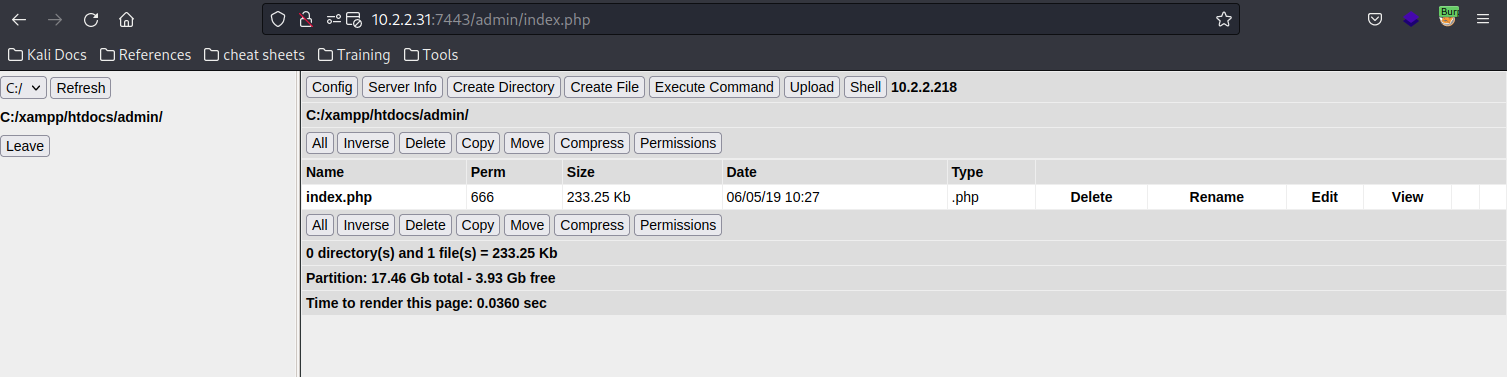 10.2.2.31:7443/admin/index.php
Bur
Kali Docs References cheat sheets Training Tools
C:/ Refresh
C:/xampp/htdocs/admin/
Leave
Config Server Info Create Directory Create File Execute Command Upload Shell 10.2.2.218
C:/xampp/htdocs/admin/
All Inverse Delete Copy Move Compress Permissions
Name Perm Size Date Type
index.php 666 233.25 Kb 06/05/19 10:27 .php Delete Rename Edit View
All Inverse Delete Copy Move Compress Permissions
0 directory(s) and 1 file(s) = 233.25 Kb
Partition: 17.46 Gb total - 3.93 Gb free
Time to render this page: 0.0360 sec